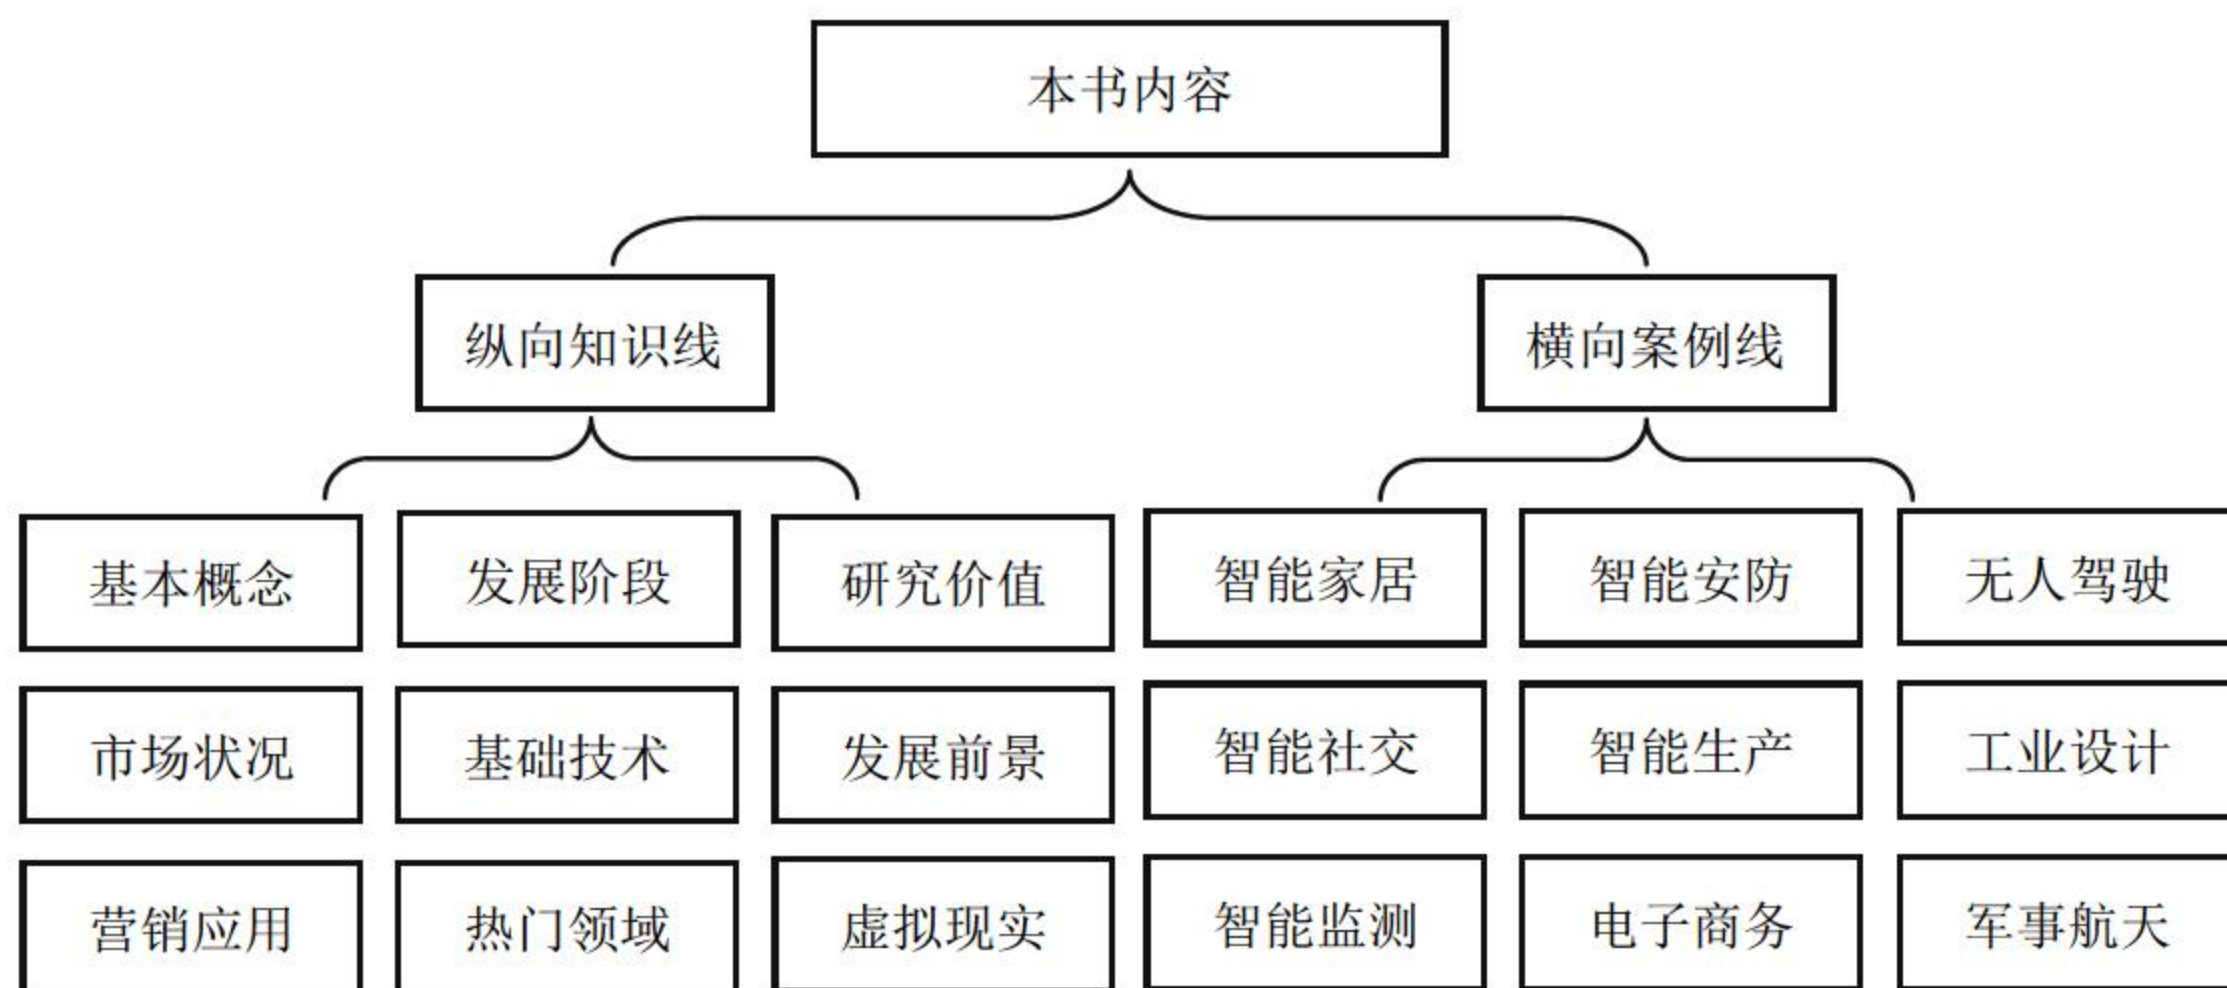 本书内容
纵向知识线
横向案例线
基本概念
发展阶段
研究价值
智能家居
智能安防
无人驾驶
市场状况
基础技术
发展前景
智能社交
智能生产
工业设计
营销应用
热门领域
虚拟现实
智能监测
电子商务
军事航天